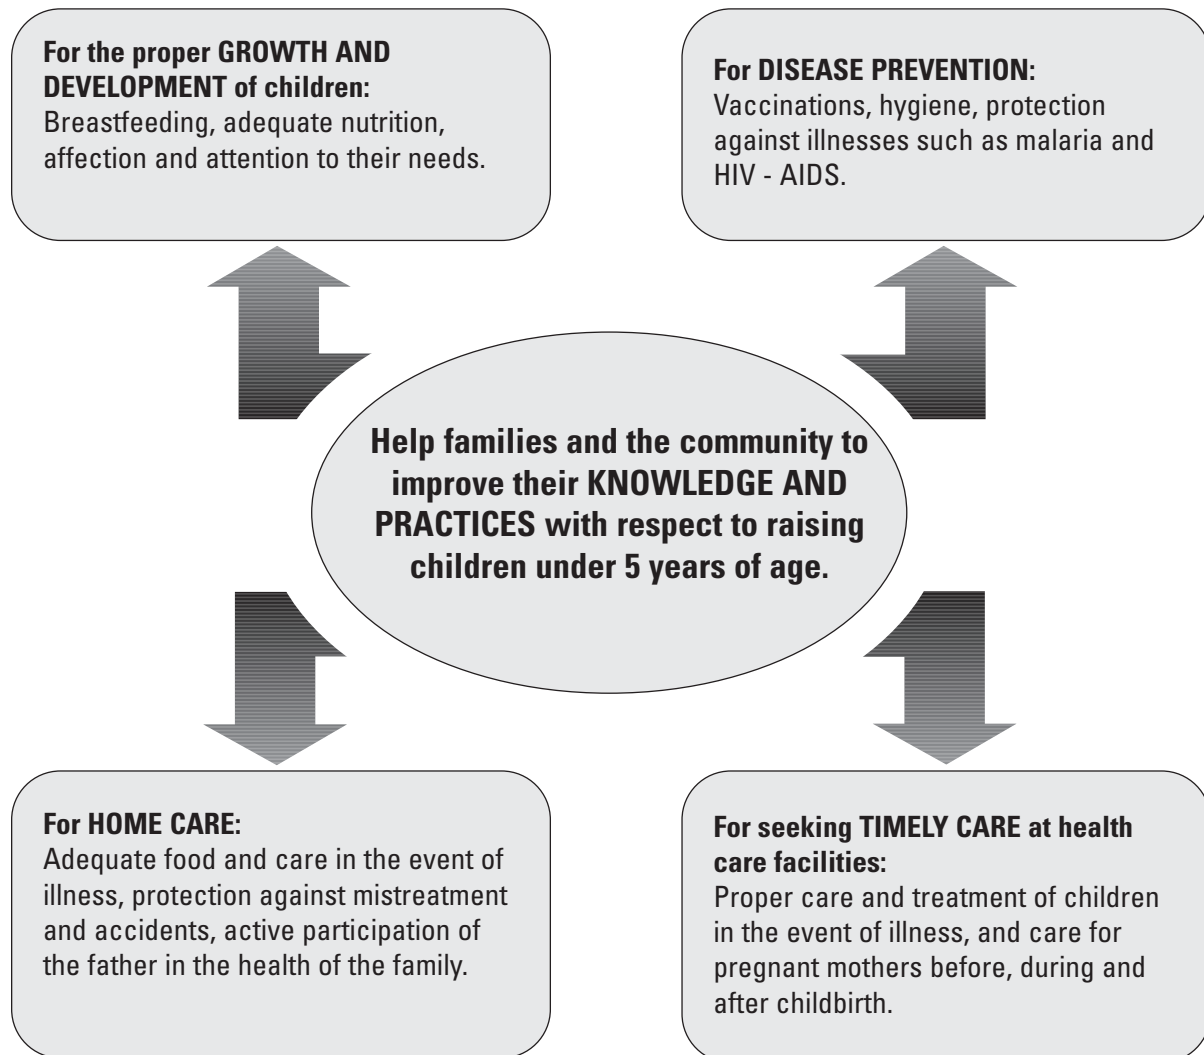 For the proper GROWTH AND
DEVELOPMENT of children:
Breastfeeding, adequate nutrition,
affection and attention to their needs.
For DISEASE PREVENTION:
Vaccinations, hygiene, protection
against illnesses such as malaria and
HIV - AIDS.
Help families and the community to
improve their KNOWLEDGE AND
PRACTICES with respect to raising
children under 5 years of age.
For HOME CARE:
Adequate food and care in the event of
illness, protection against mistreatment
and accidents, active participation of
the father in the health of the family.
For seeking TIMELY CARE at health
care facilities:
Proper care and treatment of children
in the event of illness, and care for
pregnant mothers before, during and
after childbirth.